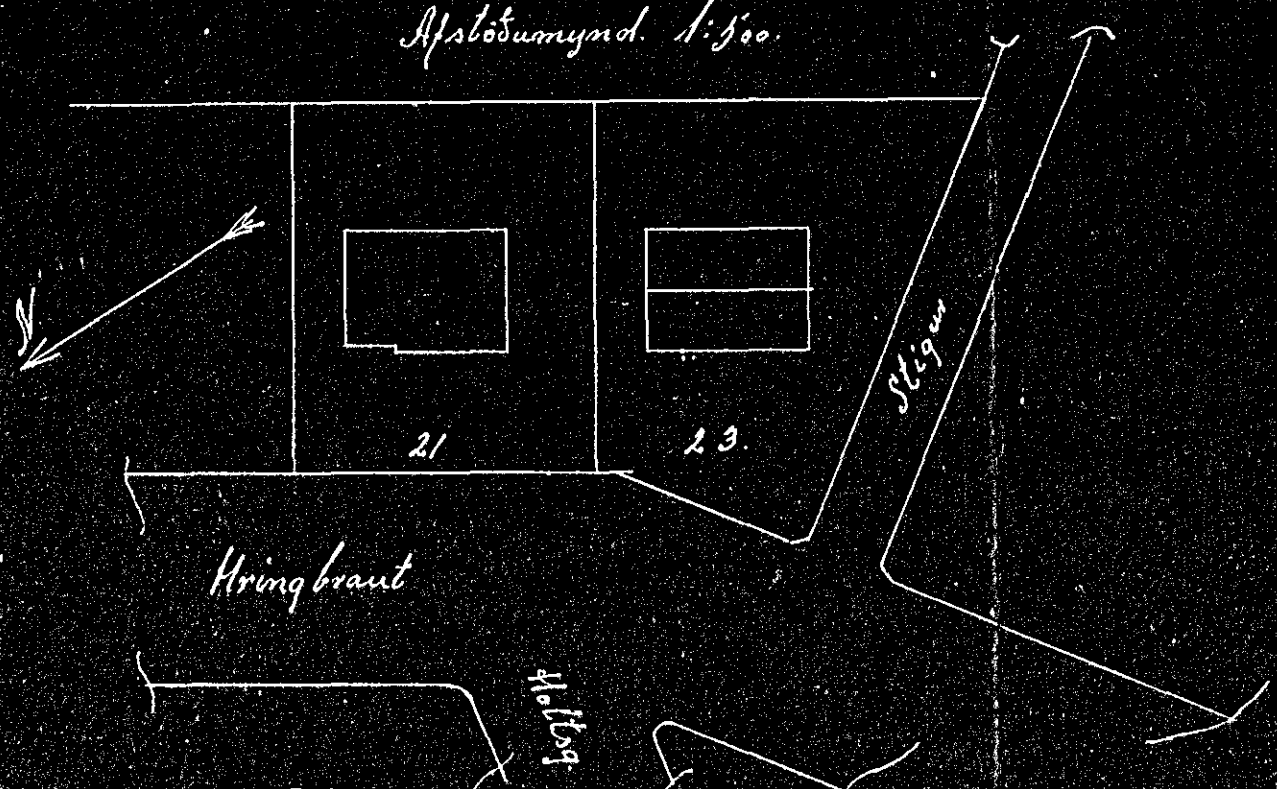 Afstöðumynd. 1:500.
N
21
23.
Stígur
Hringbraut
Holtsg.